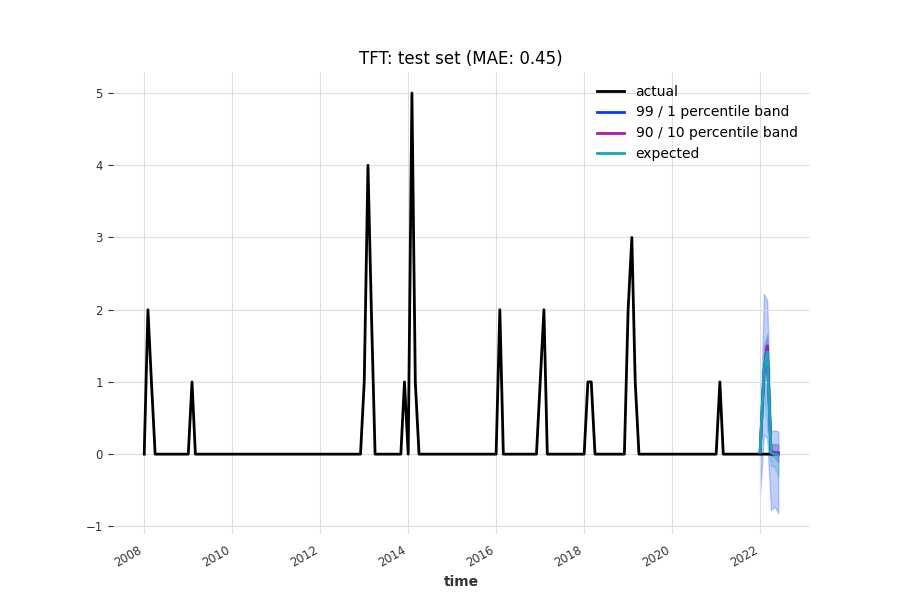 TFT: test set (MAE: 0.45)
actual
99 / 1 percentile band
90 / 10 percentile band
expected
5
4
3
2
1
0
−1
2008
2010
2012
2014
2016
2018
2020
2022
time